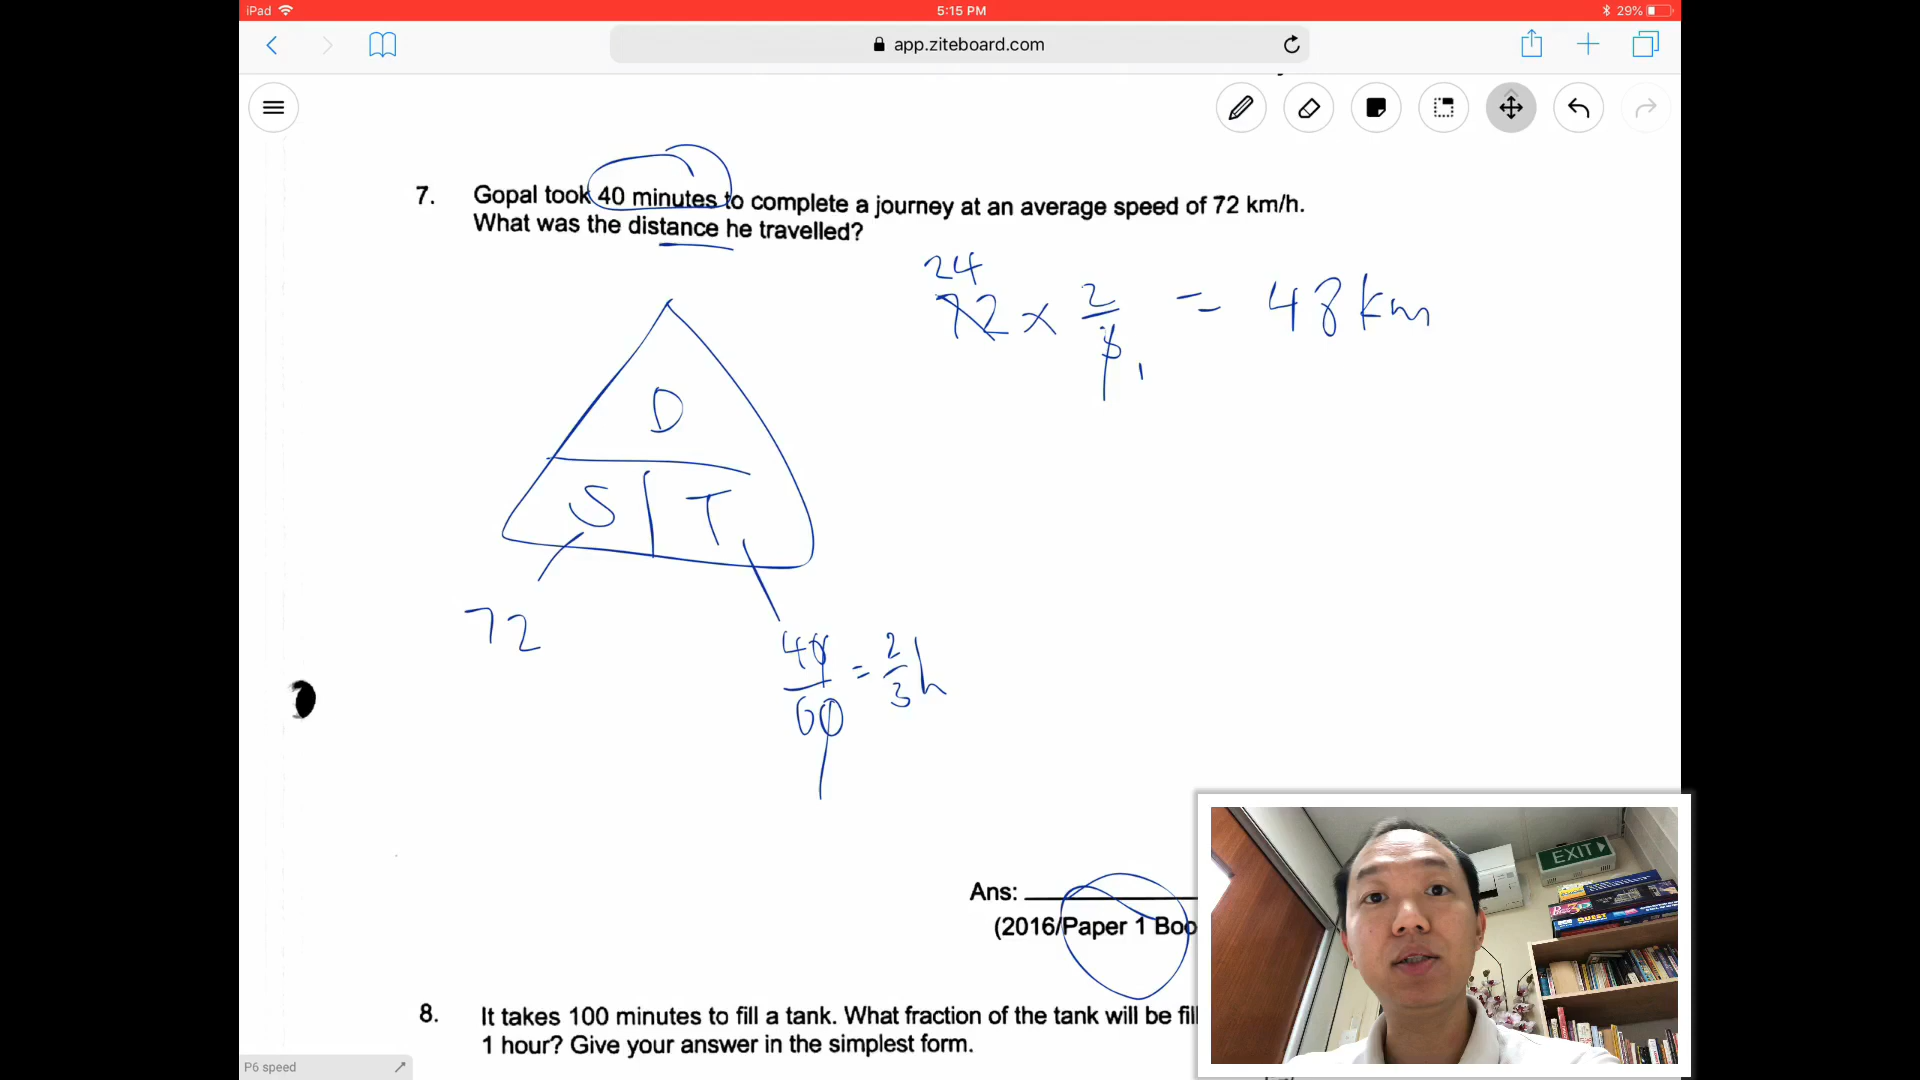 iPad 5:15 PM 29%
app.ziteboard.com
7. Gopal took 40 minutes to complete a journey at an average speed of 72 km/h.
What was the distance he travelled?
24
72 x 2/3 = 48km
1
D
S T
72
40/60 = 2/3 h
Ans:
(2016/Paper 1 Boo
8. It takes 100 minutes to fill a tank. What fraction of the tank will be fil
1 hour? Give your answer in the simplest form.
P6 speed
EXIT
QUEST